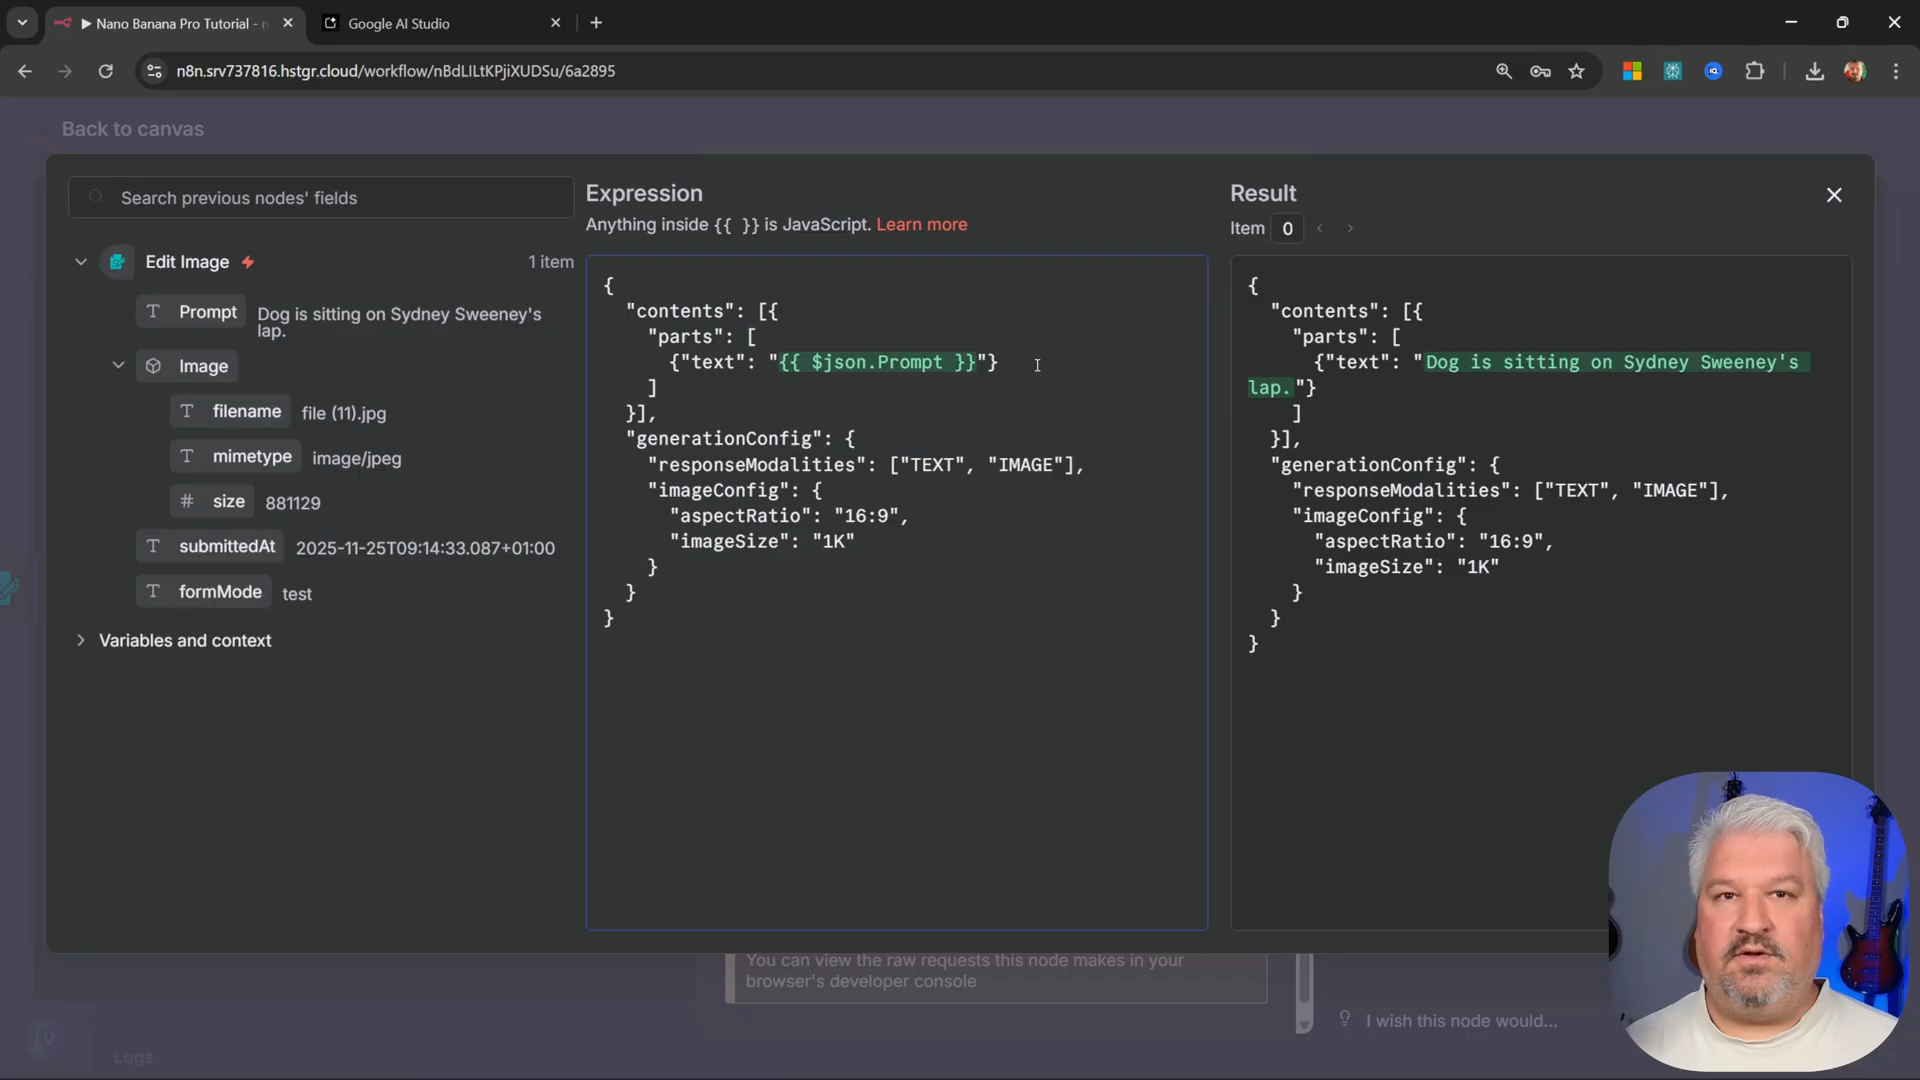 ▶ Nano Banana Pro Tutorial - n
Google AI Studio
n8n.srv737816.hstgr.cloud/workflow/nBdLlLtKPjiXUDSu/6a2895
Back to canvas
Search previous nodes' fields
Expression
Result
Anything inside {{ }} is JavaScript. Learn more
Item 0
Edit Image
1 item
Prompt
Dog is sitting on Sydney Sweeney's
lap.
Image
filename
file (11).jpg
mimetype
image/jpeg
size
881129
submittedAt
2025-11-25T09:14:33.087+01:00
formMode
test
Variables and context
{
"contents": [{
"parts": [
{"text": "{{ $json.Prompt }}"}
]
}],
"generationConfig": {
"responseModalities": ["TEXT", "IMAGE"],
"imageConfig": {
"aspectRatio": "16:9",
"imageSize": "1K"
}
}
}
{
"contents": [{
"parts": [
{"text": "Dog is sitting on Sydney Sweeney's
lap."}
]
}],
"generationConfig": {
"responseModalities": ["TEXT", "IMAGE"],
"imageConfig": {
"aspectRatio": "16:9",
"imageSize": "1K"
}
}
}
You can view the raw requests this node makes in your
browser's developer console
I wish this node would...
Logs